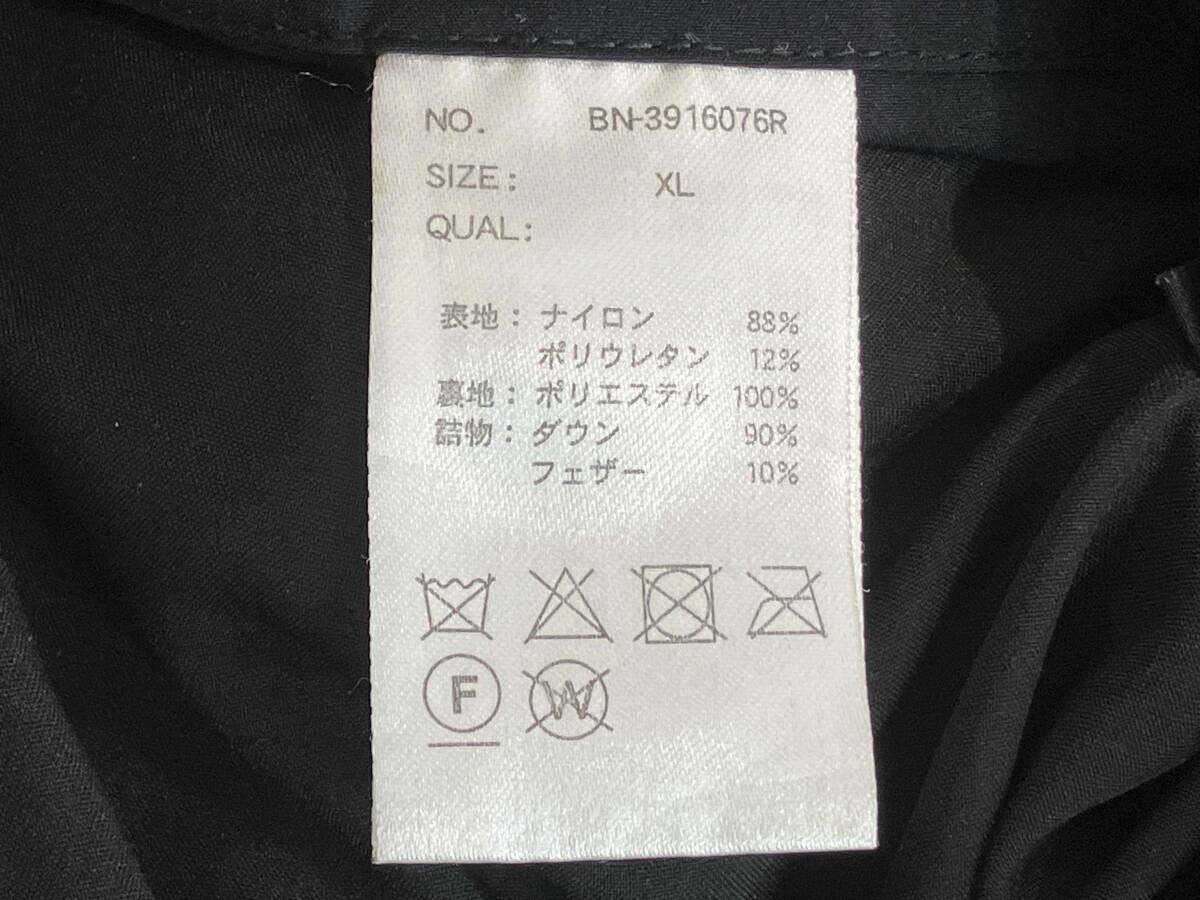 NO. BN-3916076R
SIZE: XL
QUAL:
表地: ナイロン 88%
ポリウレタン 12%
裏地: ポリエステル 100%
詰物: ダウン 90%
フェザー 10%
F W